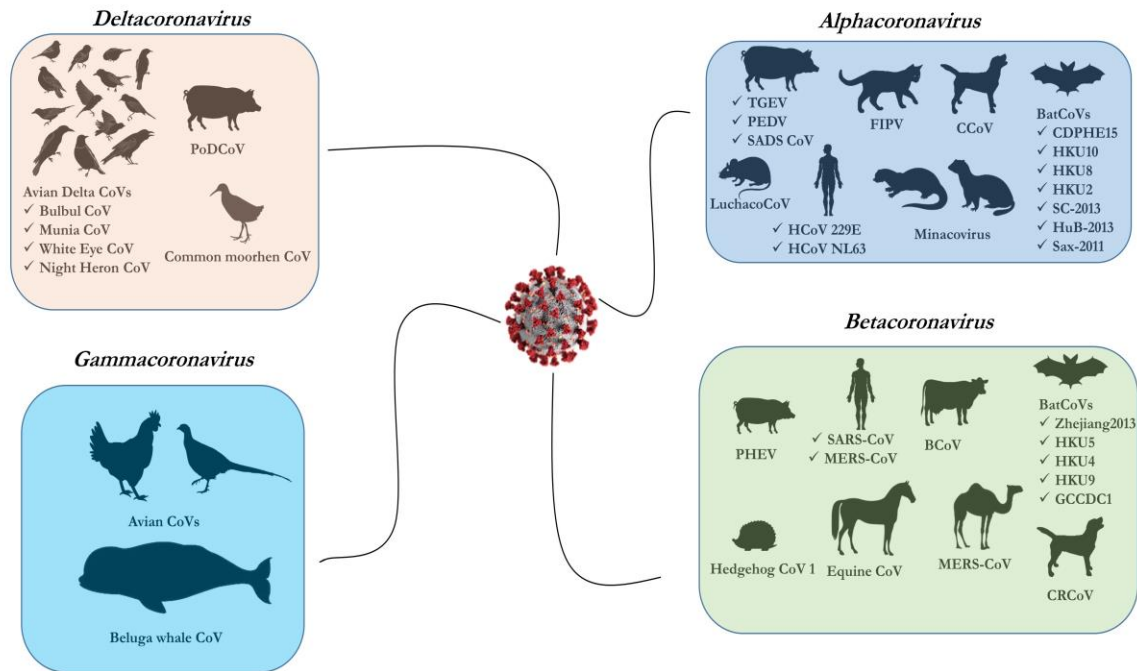 Deltacoronavirus
PoDCoV
Avian Delta CoVs
✓ Bulbul CoV
✓ Munia CoV
✓ White Eye CoV
✓ Night Heron CoV
Common moorhen CoV
Alphacoronavirus
✓ TGEV
✓ PEDV
✓ SADS CoV
FIPV
CCoV
BatCoVs
✓ CDPHE15
✓ HKU10
✓ HKU8
✓ HKU2
✓ SC-2013
✓ HuB-2013
✓ Sax-2011
LuchacoCoV
✓ HCoV 229E
✓ HCoV NL63
Minacovirus
Gammacoronavirus
Avian CoVs
Beluga whale CoV
Betacoronavirus
PHEV
✓ SARS-CoV
✓ MERS-CoV
BCoV
BatCoVs
✓ Zhejiang2013
✓ HKU5
✓ HKU4
✓ HKU9
✓ GCCDC1
Hedgehog CoV 1
Equine CoV
MERS-CoV
CRCoV